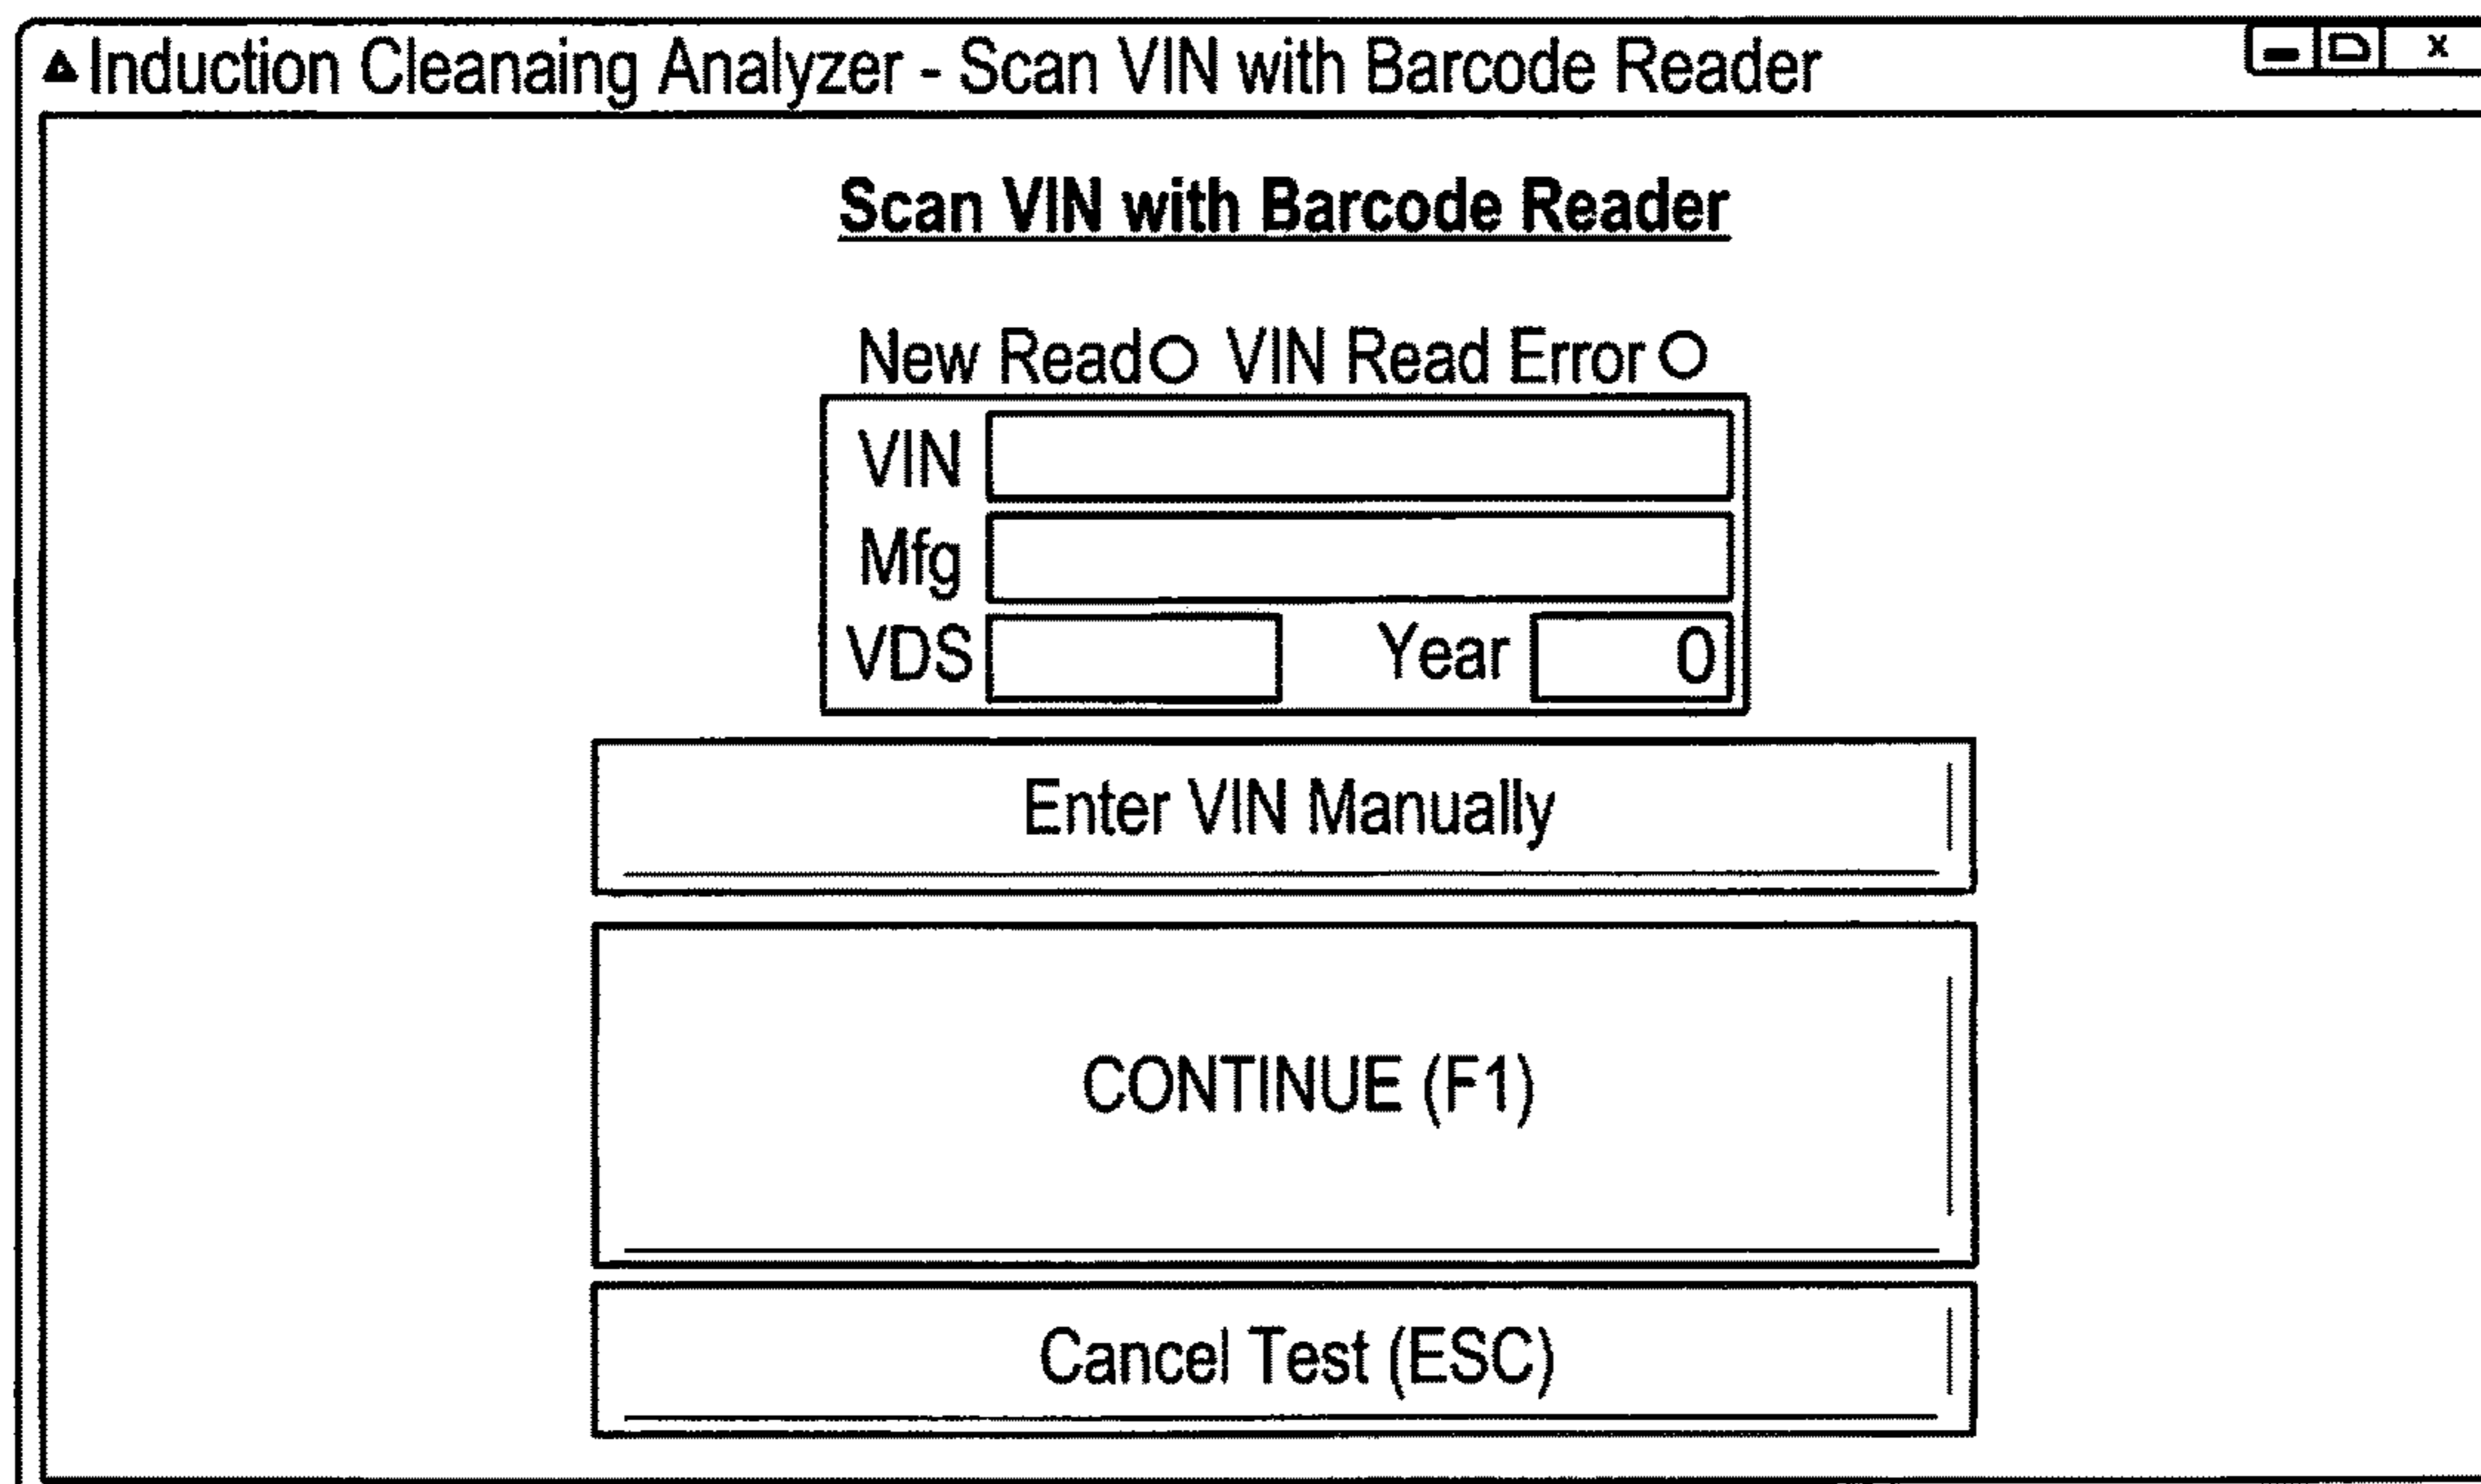 Induction Cleanaing Analyzer - Scan VIN with Barcode Reader x
Scan VIN with Barcode Reader
New Read VIN Read Error
VIN
Mfg
VDS Year 0
Enter VIN Manually
CONTINUE (F1)
Cancel Test (ESC)